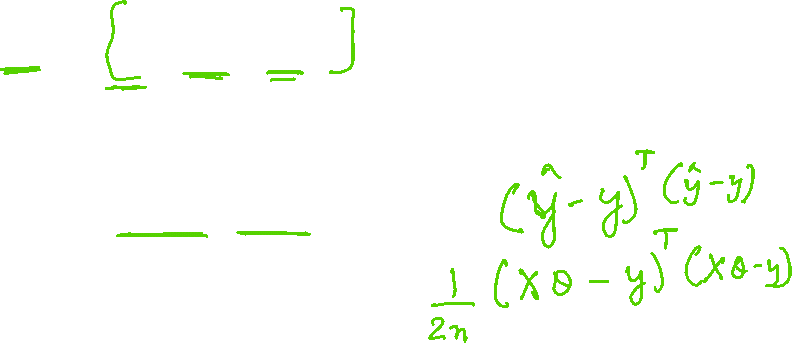 (ŷ - y)ᵀ (ŷ - y)
1/2n (Xθ - y)ᵀ (Xθ - y)